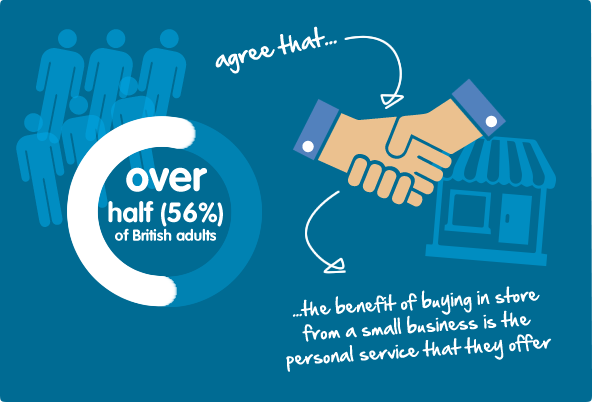 agree that...
over
half (56%)
of British adults
...the benefit of buying in store
from a small business is the
personal service that they offer